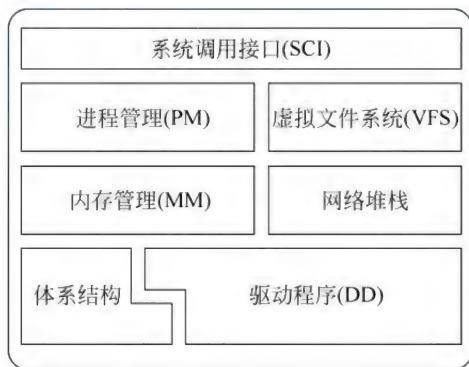 系统调用接口(SCI)
进程管理(PM)
虚拟文件系统(VFS)
内存管理(MM)
网络堆栈
体系结构
驱动程序(DD)